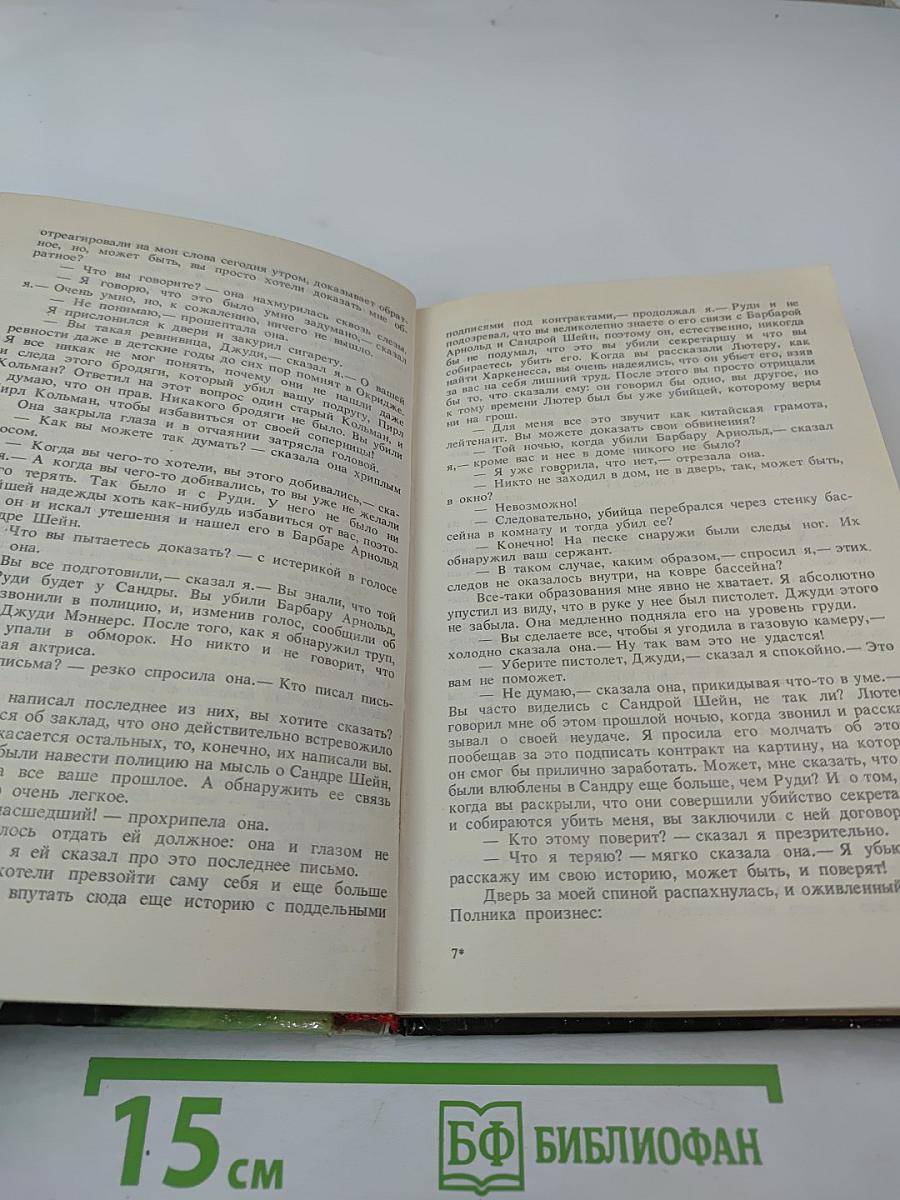 отреагировали на мои слова сегодня утром, доказывает обрат-
ное, но, может быть, вы просто хотели доказать мне об-
ратное?
— Что вы говорите? — она нахмурилась сквозь слезы.
— Я говорю, что это было умно задумано,— сказал
я.— Очень умно, но, к сожалению, ничего не вышло.
— Не понимаю,— прошептала она.
Я прислонился к двери и закурил сигарету.
— Вы такая ревнивица, Джуди,— сказал я.— О вашей
ревности даже в детские годы до сих пор помнят в Окридже.
Я все никак не мог понять, почему они не нашли даже
и следа этого бродяги, который убил вашу подругу, Пирл
Кольман? Ответил на этот вопрос один старый Кольман, и
думаю, что он прав. Никакого бродяги не было. Вы убили
Пирл Кольман, чтобы избавиться от своей соперницы!
Она закрыла глаза и в отчаянии затрясла головой.
— Как вы можете так думать? — сказала она хриплым
осом.
— Когда вы чего-то хотели, вы этого добивались,— ска-
я.— А когда вы чего-то добивались, то вы уже не желали
го терять. Так было и с Руди. У него не было ни
йшей надежды хоть как-нибудь избавиться от вас, поэто-
он и искал утешения и нашел его в Барбаре Арнольд
дре Шейн.
Что вы пытаетесь доказать? — с истерикой в голосе
она.
Вы все подготовили,— сказал я.— Вы знали, что той
Руди будет у Сандры. Вы убили Барбару Арнольд,
звонили в полицию, и, изменив голос, сообщили об
Джуди Мэннерс. После того, как я обнаружил труп,
упали в обморок. Но никто и не говорит, что
ая актриса.
письма? — резко спросила она.— Кто писал пись-
написал последнее из них, вы хотите сказать?
ся об заклад, что оно действительно встревожило
касается остальных, то, конечно, их написали вы.
были навести полицию на мысль о Сандре Шейн,
а все ваше прошлое. А обнаружить ее связь
о очень легкое.
масшедший! — прохрипела она.
лось отдать ей должное: она и глазом не
я ей сказал про это последнее письмо.
хотели превзойти саму себя и еще больше
впутать сюда еще историю с поддельными
подписями под контрактами,— продолжал я.— Руди и не
подозревал, что вы великолепно знаете о его связи с Барбарой
Арнольд и Сандрой Шейн, поэтому он, естественно, никогда
бы не подумал, что это вы убили секретаршу и что вы
собираетесь убить его. Когда вы рассказали Лютеру, как
найти Харкенесса, вы очень надеялись, что он убьет его, взяв
за вас на себя лишний труд. После этого вы просто отрицали
бы то, что сказали ему: он говорил бы одно, вы другое, но
к тому времени Лютер был бы уже убийцей, которому веры
ни на грош.
— Для меня все это звучит как китайская грамота,
лейтенант. Вы можете доказать свои обвинения?
— Той ночью, когда убили Барбару Арнольд,— сказал
я,— кроме вас и нее в доме никого не было?
— Я уже говорила, что нет,— отрезала она.
— Никто не заходил в дом, не в дверь, так, может быть,
в окно?
— Невозможно!
— Следовательно, убийца перебрался через стенку бас-
сейна в комнату и тогда убил ее?
— Конечно! На песке снаружи были следы ног. Их
обнаружил ваш сержант.
— В таком случае, каким образом,— спросил я,— этих
следов не оказалось внутри, на ковре бассейна?
Все-таки образования мне явно не хватает. Я абсолютно
упустил из виду, что в руке у нее был пистолет. Джуди этого
не забыла. Она медленно подняла его на уровень груди.
— Вы сделаете все, чтобы я угодила в газовую камеру,—
холодно сказала она.— Ну так вам это не удастся!
— Уберите пистолет, Джуди,— сказал я спокойно.— Это
вам не поможет.
— Не думаю,— сказала она, прикидывая что-то в уме.—
Вы часто виделись с Сандрой Шейн, не так ли? Лютер
говорил мне об этом прошлой ночью, когда звонил и расска
зывал о своей неудаче. Я просила его молчать об это
пообещав за это подписать контракт на картину, на котор
он смог бы прилично заработать. Может, мне сказать, что
были влюблены в Сандру еще больше, чем Руди? И о том,
когда вы раскрыли, что они совершили убийство секрета
и собираются убить меня, вы заключили с ней договор
— Кто этому поверит? — сказал я презрительно.
— Что я теряю? — мягко сказала она.— Я убью
расскажу им свою историю, может быть, и поверят!
Дверь за моей спиной распахнулась, и оживленный
Полника произнес:
7*
15 см
БФ БИБЛИОФАН